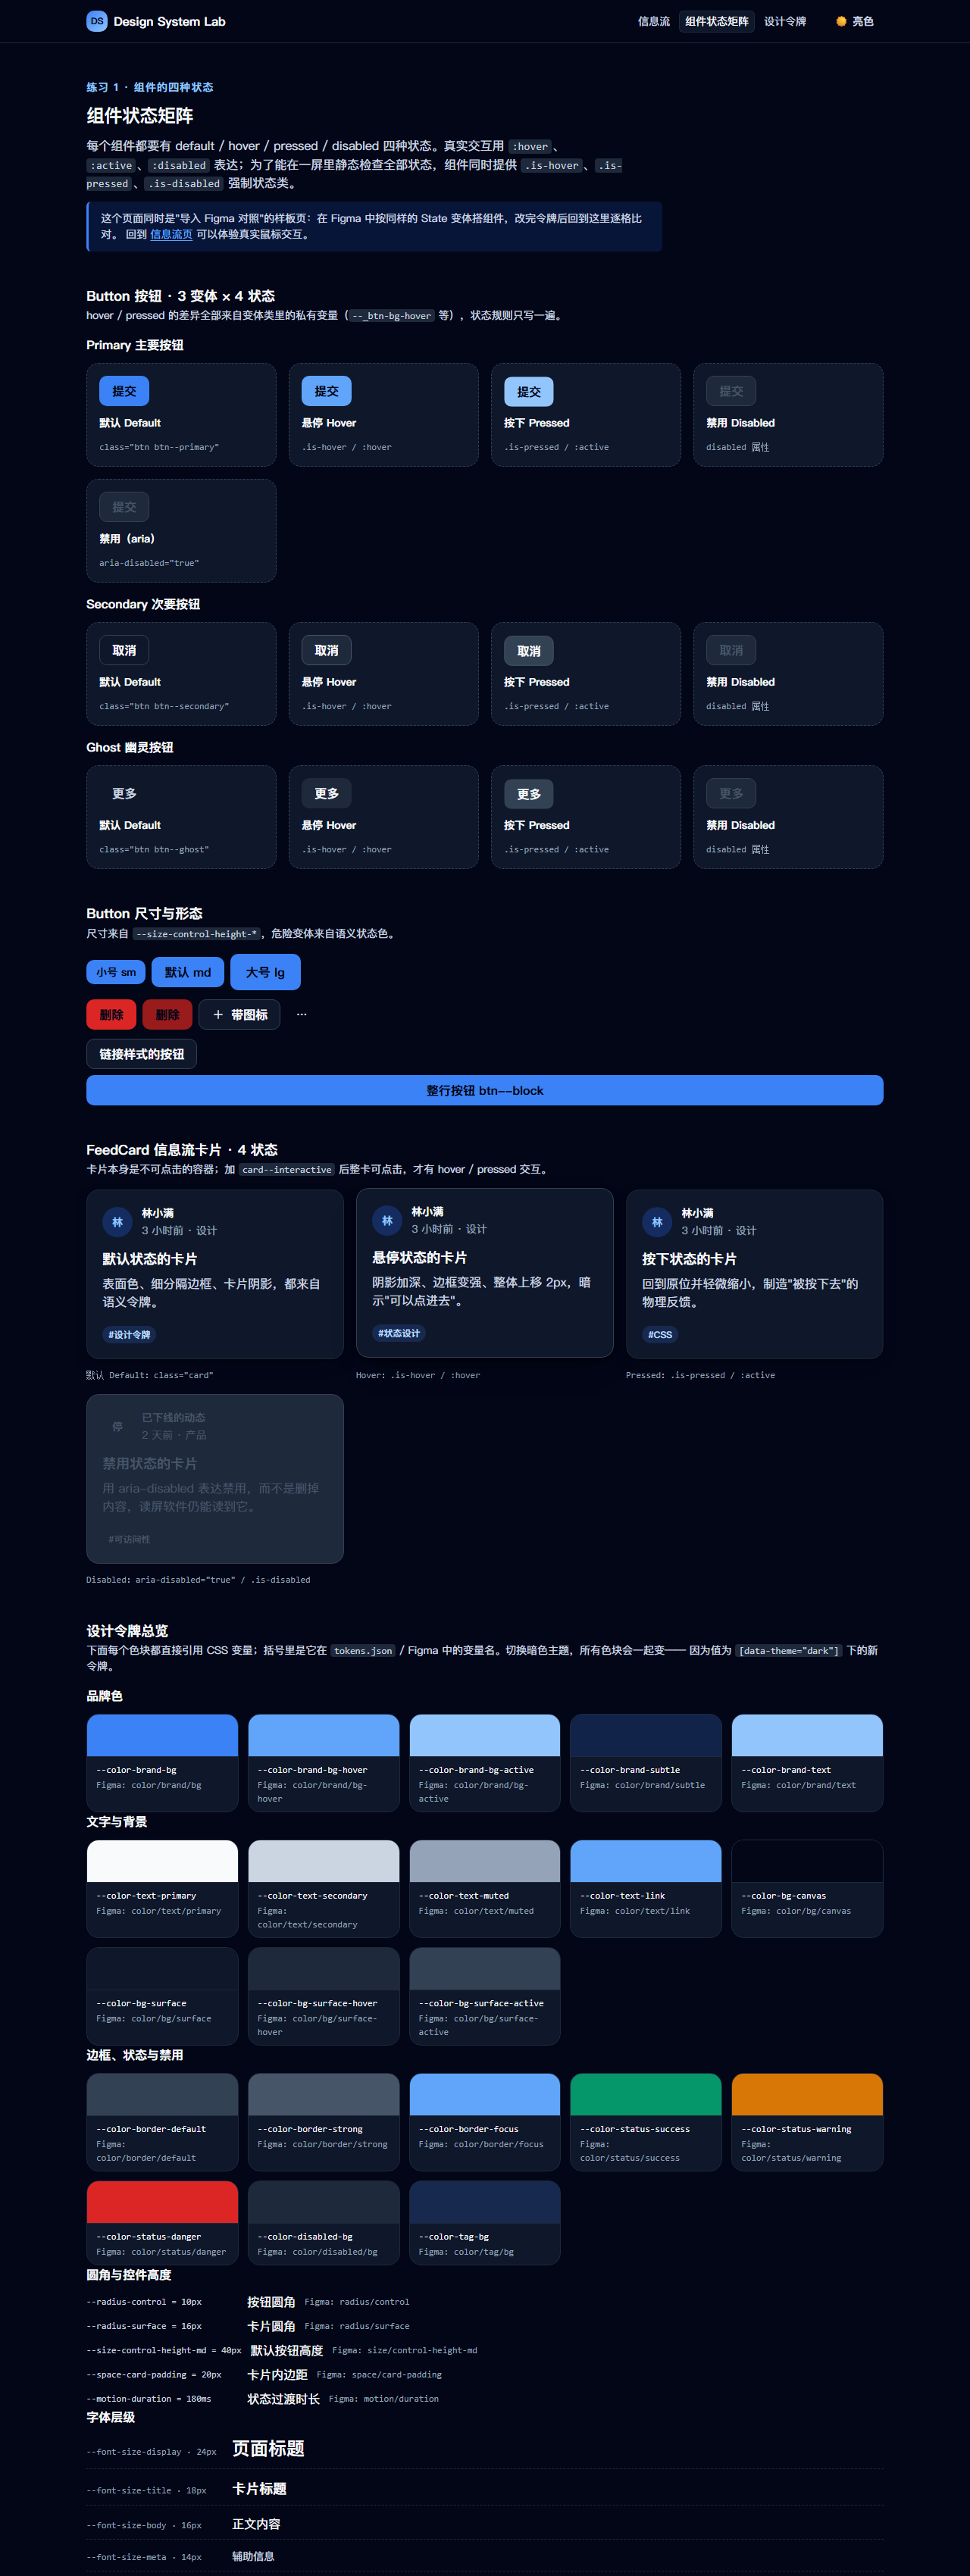 DS Design System Lab 信息流 组件状态矩阵 设计令牌 亮色
练习 1 · 组件的四种状态
组件状态矩阵
每个组件都要有 default / hover / pressed / disabled 四种状态。真实交互用 :hover、
:active、:disabled 表达；为了能在一屏里静态检查全部状态，组件同时提供 .is-hover、.is-
pressed、.is-disabled 强制状态类。
这个页面同时是"导入 Figma 对照"的样板页：在 Figma 中按同样的 State 变体搭组件，改完令牌后回到这里逐格比
对。 回到 信息流页 可以体验真实鼠标交互。
Button 按钮 · 3 变体 × 4 状态
hover / pressed 的差异全部来自变体类里的私有变量（--_btn-bg-hover 等），状态规则只写一遍。
Primary 主要按钮
提交 提交 提交 提交
默认 Default 悬停 Hover 按下 Pressed 禁用 Disabled
class="btn btn--primary" .is-hover / :hover .is-pressed / :active disabled 属性
提交
禁用（aria）
aria-disabled="true"
Secondary 次要按钮
取消 取消 取消 取消
默认 Default 悬停 Hover 按下 Pressed 禁用 Disabled
class="btn btn--secondary" .is-hover / :hover .is-pressed / :active disabled 属性
Ghost 幽灵按钮
更多 更多 更多 更多
默认 Default 悬停 Hover 按下 Pressed 禁用 Disabled
class="btn btn--ghost" .is-hover / :hover .is-pressed / :active disabled 属性
Button 尺寸与形态
尺寸来自 --size-control-height-*，危险变体来自语义状态色。
小号 sm 默认 md 大号 lg
删除 删除 ＋ 带图标 ···
链接样式的按钮
整行按钮 btn--block
FeedCard 信息流卡片 · 4 状态
卡片本身是不可点击的容器；加 card--interactive 后整卡可点击，才有 hover / pressed 交互。
林 林小满 林 林小满 林 林小满
3 小时前 · 设计 3 小时前 · 设计 3 小时前 · 设计
默认状态的卡片 悬停状态的卡片 按下状态的卡片
表面色、细分隔边框、卡片阴影，都来自 阴影加深、边框变强、整体上移 2px，暗 回到原位并轻微缩小，制造"被按下去"的
语义令牌。 示"可以点进去"。 物理反馈。
#设计令牌 #状态设计 #CSS
默认 Default: class="card" Hover: .is-hover / :hover Pressed: .is-pressed / :active
停 已下线的动态
2 天前 · 产品
禁用状态的卡片
用 aria-disabled 表达禁用，而不是删掉
内容，读屏软件仍能读到它。
#可访问性
Disabled: aria-disabled="true" / .is-disabled
设计令牌总览
下面每个色块都直接引用 CSS 变量；括号里是它在 tokens.json / Figma 中的变量名。切换暗色主题，所有色块会一起变—— 因为值为 [data-theme="dark"] 下的新
令牌。
品牌色
--color-brand-bg --color-brand-bg-hover --color-brand-bg-active --color-brand-subtle --color-brand-text
Figma: color/brand/bg Figma: color/brand/bg- Figma: color/brand/bg- Figma: color/brand/subtle Figma: color/brand/text
hover active
文字与背景
--color-text-primary --color-text-secondary --color-text-muted --color-text-link --color-bg-canvas
Figma: color/text/primary Figma: Figma: color/text/muted Figma: color/text/link Figma: color/bg/canvas
color/text/secondary
--color-bg-surface --color-bg-surface-hover --color-bg-surface-active
Figma: color/bg/surface Figma: color/bg/surface- Figma: color/bg/surface-
hover active
边框、状态与禁用
--color-border-default --color-border-strong --color-border-focus --color-status-success --color-status-warning
Figma: Figma: color/border/strong Figma: color/border/focus Figma: Figma:
color/border/default color/status/success color/status/warning
--color-status-danger --color-disabled-bg --color-tag-bg
Figma: color/status/danger Figma: color/disabled/bg Figma: color/tag/bg
圆角与控件高度
--radius-control = 10px 按钮圆角 Figma: radius/control
--radius-surface = 16px 卡片圆角 Figma: radius/surface
--size-control-height-md = 40px 默认按钮高度 Figma: size/control-height-md
--space-card-padding = 20px 卡片内边距 Figma: space/card-padding
--motion-duration = 180ms 状态过渡时长 Figma: motion/duration
字体层级
--font-size-display · 24px 页面标题
--font-size-title · 18px 卡片标题
--font-size-body · 16px 正文内容
--font-size-meta · 14px 辅助信息